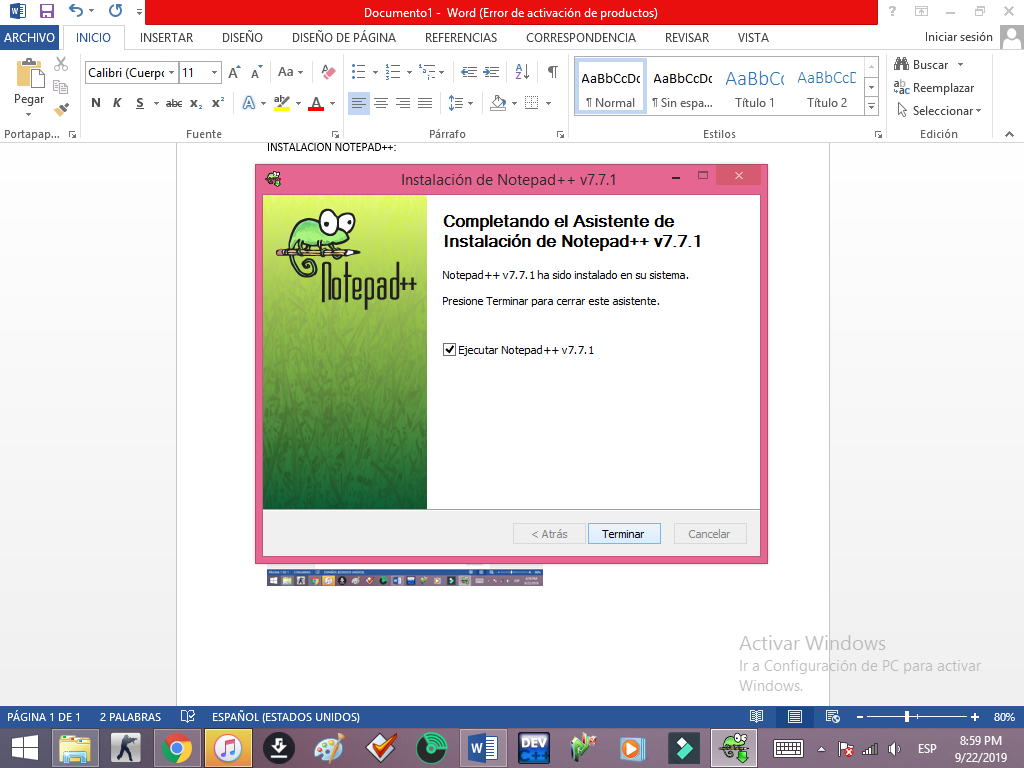 Documento1 - Word (Error de activación de productos)
ARCHIVO INICIO INSERTAR DISEÑO DISEÑO DE PÁGINA REFERENCIAS CORRESPONDENCIA REVISAR VISTA Iniciar sesión
Pegar
Calibri (Cuerpo 11 A A Aa
N K S abc x₂ x² A aby A
AaBbCcDc AaBbCcDc AaBbCc AaBbCcD
¶ Normal ¶ Sin espa... Título 1 Título 2
Buscar
Reemplazar
Seleccionar
Portapap... Fuente Párrafo Estilos Edición
INSTALACION NOTEPAD++:
Instalación de Notepad++ v7.7.1
Notepad++
Completando el Asistente de
Instalación de Notepad++ v7.7.1
Notepad++ v7.7.1 ha sido instalado en su sistema.
Presione Terminar para cerrar este asistente.
Ejecutar Notepad++ v7.7.1
< Atrás Terminar Cancelar
Activar Windows
Ir a Configuración de PC para activar
Windows.
PÁGINA 1 DE 1 2 PALABRAS ESPAÑOL (ESTADOS UNIDOS) 80%
DEV
C++
ESP
8:59 PM
9/22/2019